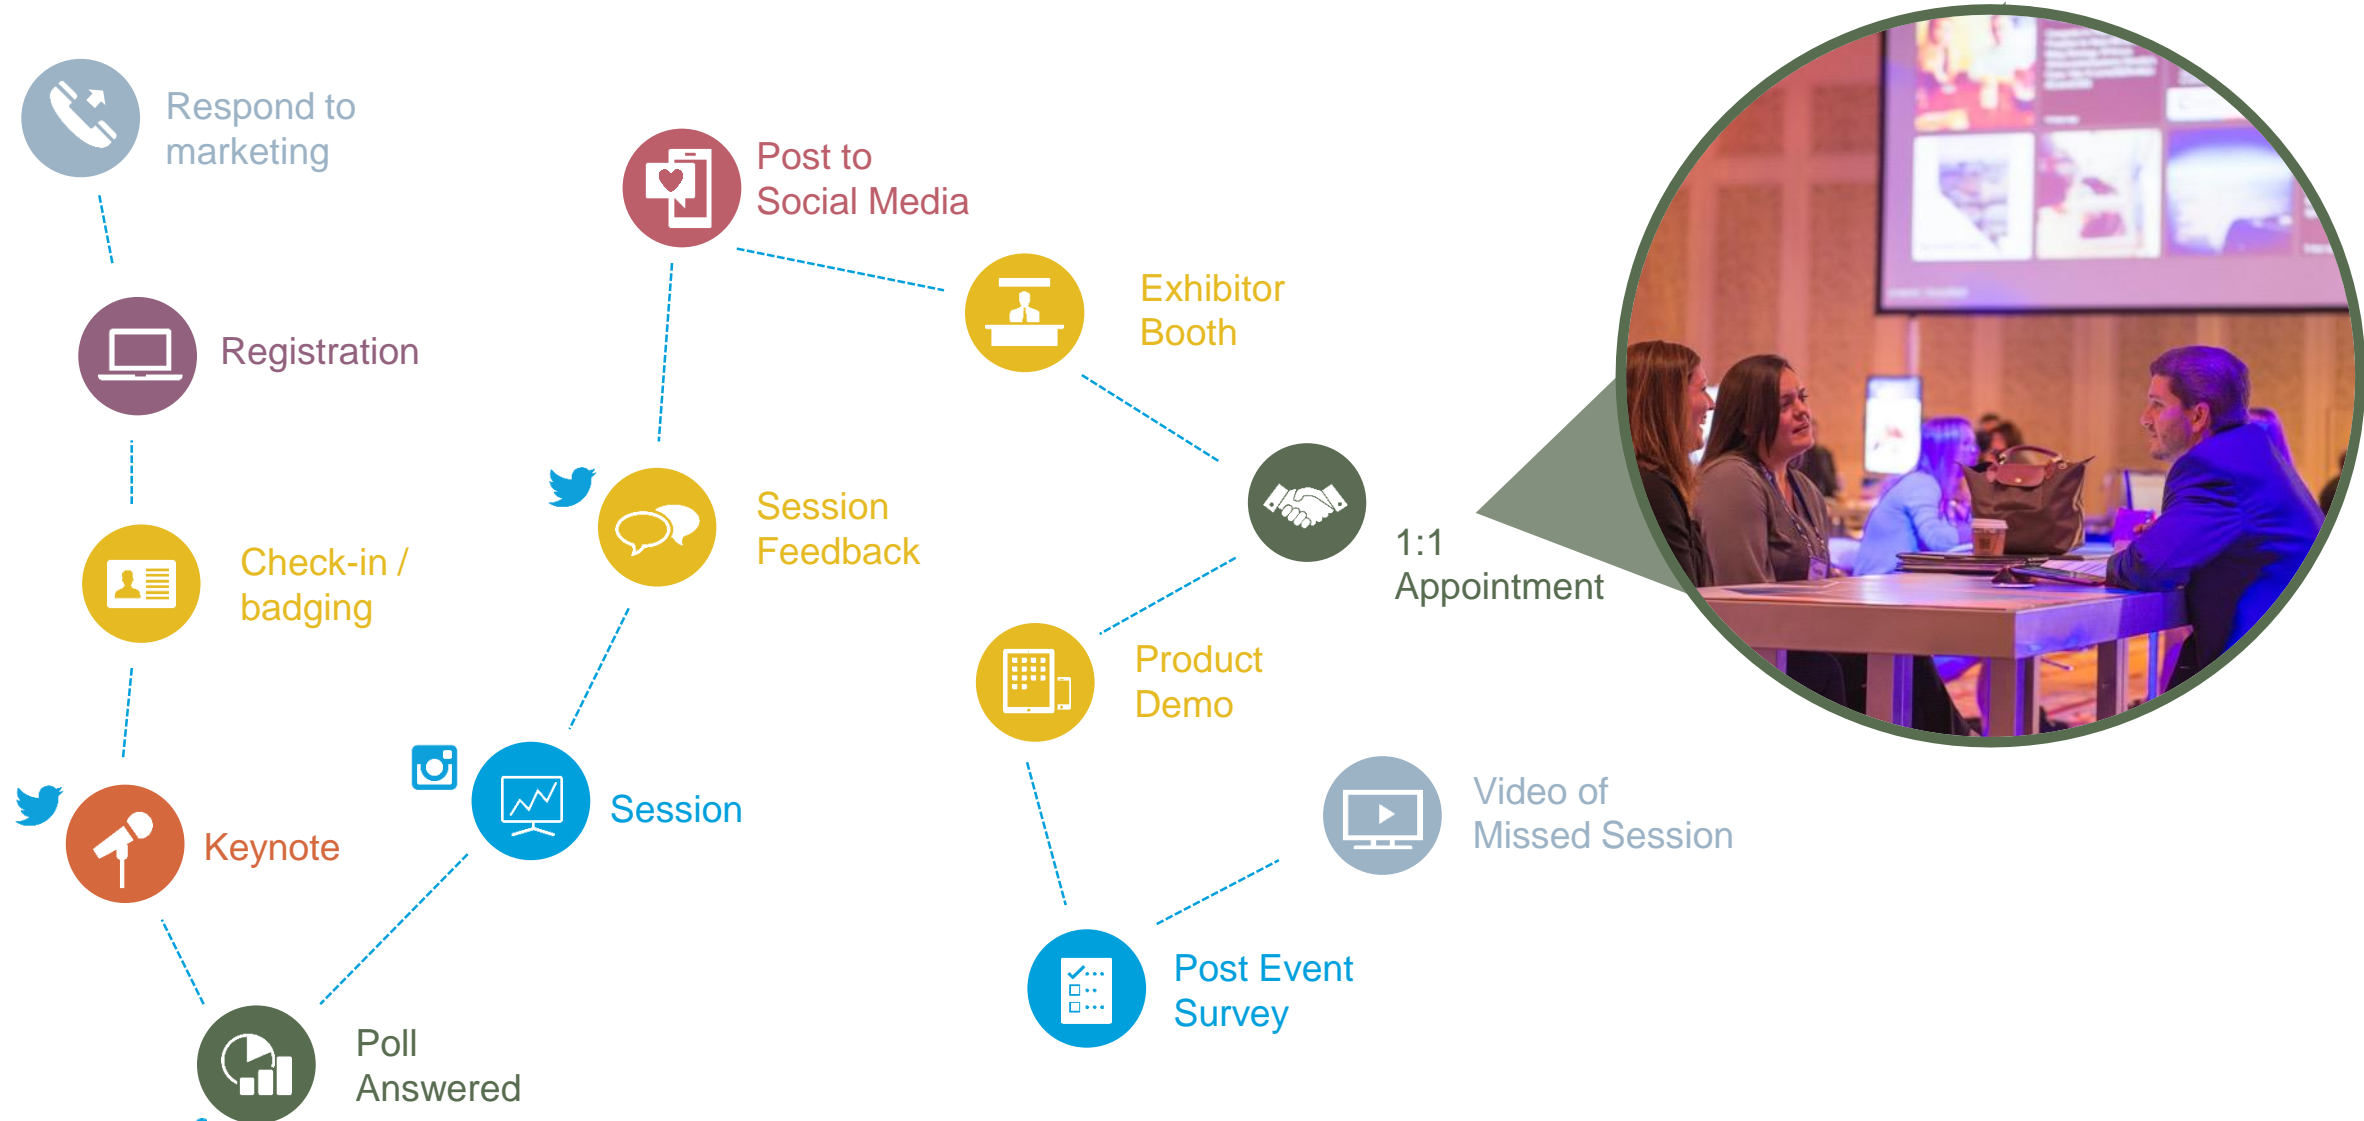 Respond to
marketing
Registration
Check-in /
badging
Keynote
Poll
Answered
Session
Session
Feedback
Post to
Social Media
Exhibitor
Booth
1:1
Appointment
Product
Demo
Post Event
Survey
Video of
Missed Session